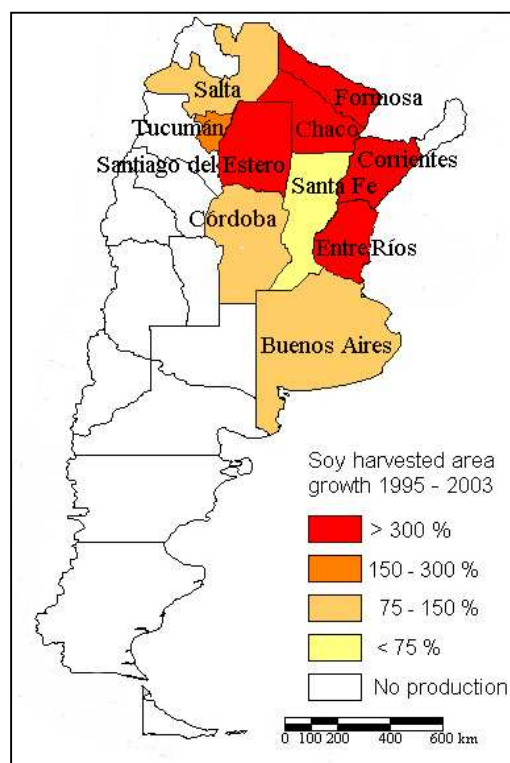 Salta
Formosa
Tucumán
Chaco
Santiago del Estero
Corrientes
Santa Fe
Córdoba
Entre Ríos
Buenos Aires
Soy harvested area
growth 1995 - 2003
> 300 %
150 - 300 %
75 - 150 %
< 75 %
No production
0 100 200 400 600 km